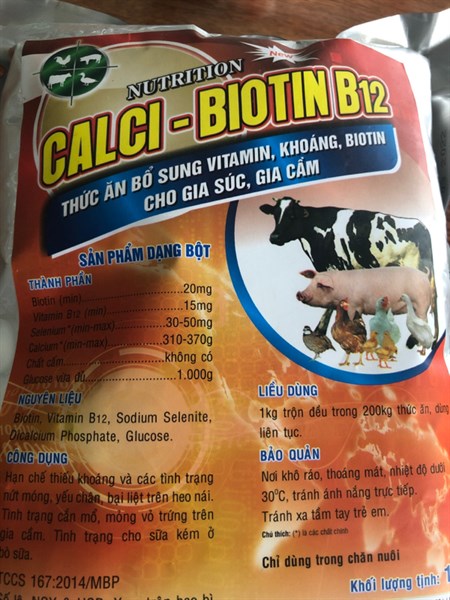 NUTRITION
New
CALCI - BIOTIN B12
THỨC ĂN BỔ SUNG VITAMIN, KHOÁNG, BIOTIN
CHO GIA SÚC, GIA CẦM
SẢN PHẨM DẠNG BỘT
THÀNH PHẦN
Biotin (min)..........20mg
Vitamin B12 (min)..........15mg
Selenium*(min-max)..........30-50mg
Calcium*(min-max)..........310-370g
Chất cấm..........không có
Glucose vừa đủ..........1.000g
NGUYÊN LIỆU
Biotin, Vitamin B12, Sodium Selenite,
Dicalcium Phosphate, Glucose.
CÔNG DỤNG
Hạn chế thiếu khoáng và các tình trạng
nứt móng, yếu chân, bại liệt trên heo nái.
Tình trạng cắn mổ, mỏng vỏ trứng trên
gia cầm. Tình trạng cho sữa kém ở
bò sữa.
TCCS 167:2014/MBP
LIỀU DÙNG
1kg trộn đều trong 200kg thức ăn, dùng
liên tục.
BẢO QUẢN
Nơi khô ráo, thoáng mát, nhiệt độ dưới
30°C, tránh ánh nắng trực tiếp.
Tránh xa tầm tay trẻ em.
Chú thích: (*) là các chất chính
Chỉ dùng trong chăn nuôi
Khối lượng tịnh: 1